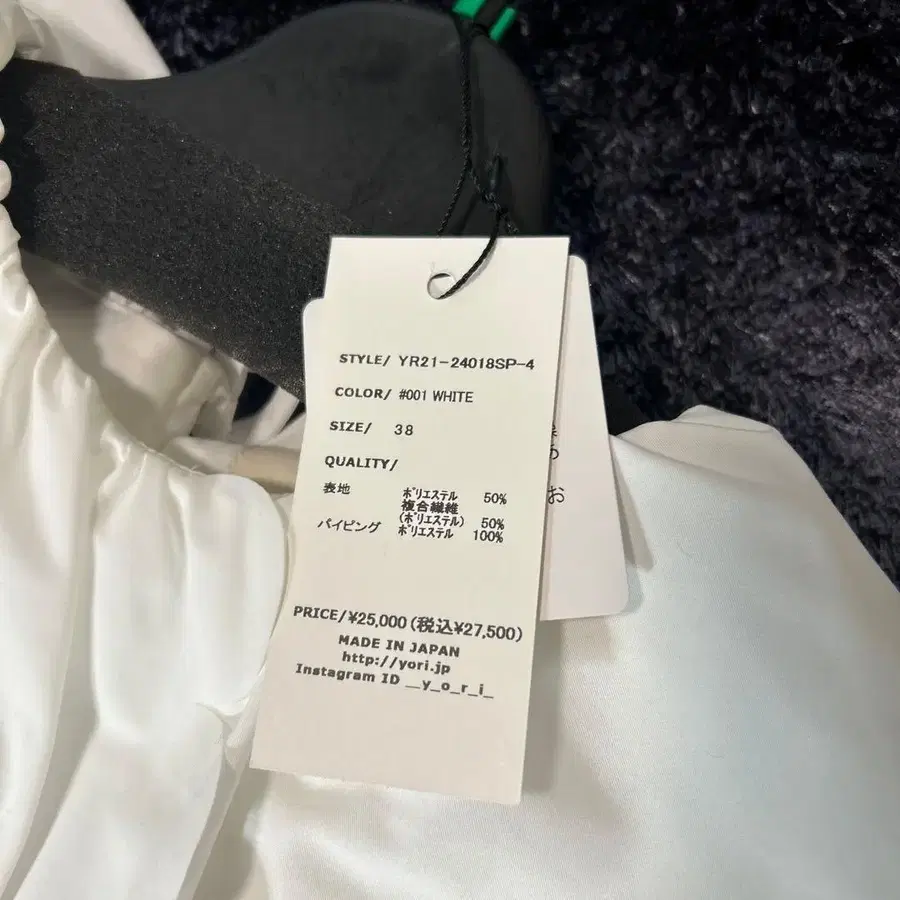 STYLE/ YR21-24018SP-4
COLOR/ #001 WHITE
SIZE/ 38
QUALITY/
表地 ポリエステル 50%
複合繊維
(ポリエステル) 50%
パイピング ポリエステル 100%
PRICE/¥25,000(税込¥27,500)
MADE IN JAPAN
http://yori.jp
Instagram ID __y_o_r_i_
お